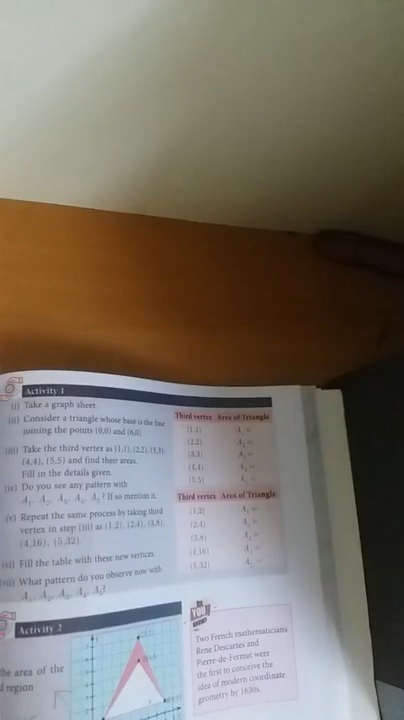 Activity 1
(i) Take a graph sheet.
(ii) Consider a triangle whose base is the line
joining the points (0,0) and (6,0)
(iii) Take the third vertex as (1,1), (2,2), (3,3),
(4,4), (5,5) and find their areas.
Fill in the details given.
(iv) Do you see any pattern with
A₁, A₂, A₃, A₄, A₅? If so mention it.
(v) Repeat the same process by taking third
vertex in step (iii) as (1,2), (2,4), (3,8),
(4,16), (5,32).
(vi) Fill the table with these new vertices.
(vii) What pattern do you observe now with
A₁, A₂, A₃, A₄, A₅?
Third vertex Area of Triangle
(1,1) A₁ =
(2,2) A₂ =
(3,3) A₃ =
(4,4) A₄ =
(5,5) A₅ =
Third vertex Area of Triangle
(1,2) A₁ =
(2,4) A₂ =
(3,8) A₃ =
(4,16) A₄ =
(5,32) A₅ =
Activity 2
the area of the
region
Do
YOU
KNOW?
Two French mathematicians
Rene Descartes and
Pierre-de-Fermat were
the first to conceive the
idea of modern coordinate
geometry by 1630s.